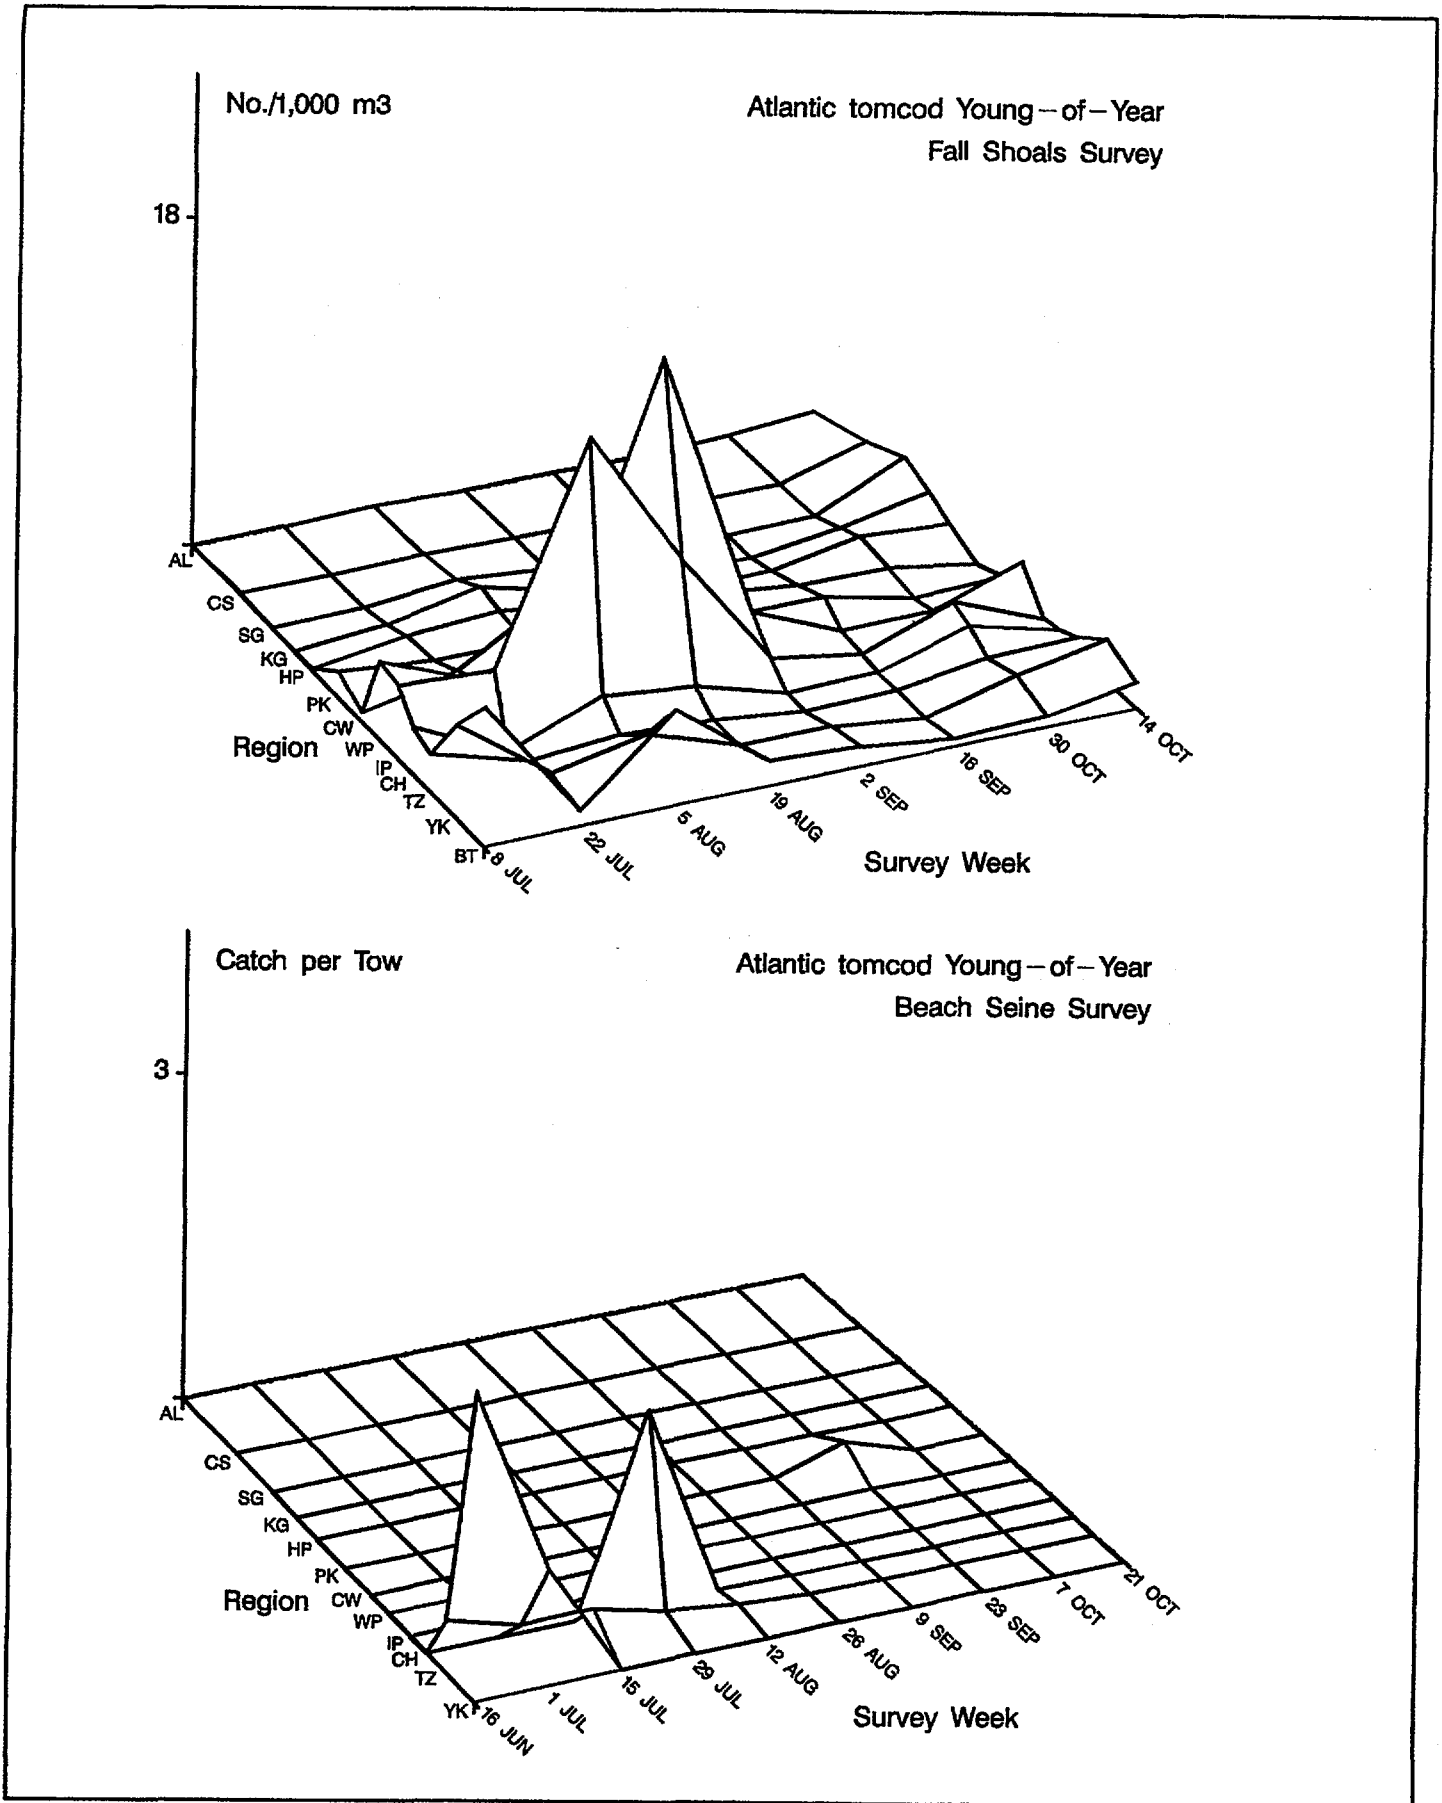 No./1,000 m3
Atlantic tomcod Young-of-Year
Fall Shoals Survey
18
AL
CS
SG
KG
HP
PK
CW
WP
IP
CH
TZ
YK
BT
Region
8 JUL
22 JUL
5 AUG
19 AUG
2 SEP
16 SEP
30 OCT
14 OCT
Survey Week
Catch per Tow
Atlantic tomcod Young-of-Year
Beach Seine Survey
3
AL
CS
SG
KG
HP
PK
CW
WP
IP
CH
TZ
YK
Region
16 JUN
1 JUL
15 JUL
29 JUL
12 AUG
26 AUG
9 SEP
23 SEP
7 OCT
21 OCT
Survey Week